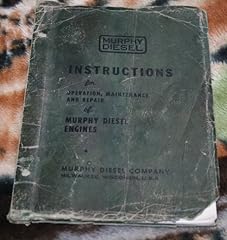 MURPHY
DIESEL
INSTRUCTIONS
for
OPERATION, MAINTENANCE
AND REPAIR
of
MURPHY DIESEL
ENGINES
MURPHY DIESEL COMPANY
MILWAUKEE, WISCONSIN, U.S.A.